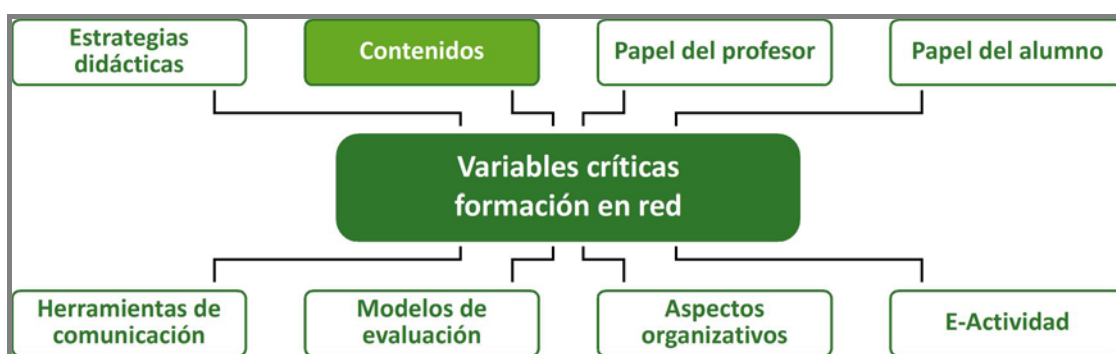 Estrategias
didácticas
Contenidos
Papel del profesor
Papel del alumno
Variables críticas
formación en red
Herramientas de
comunicación
Modelos de
evaluación
Aspectos
organizativos
E-Actividad